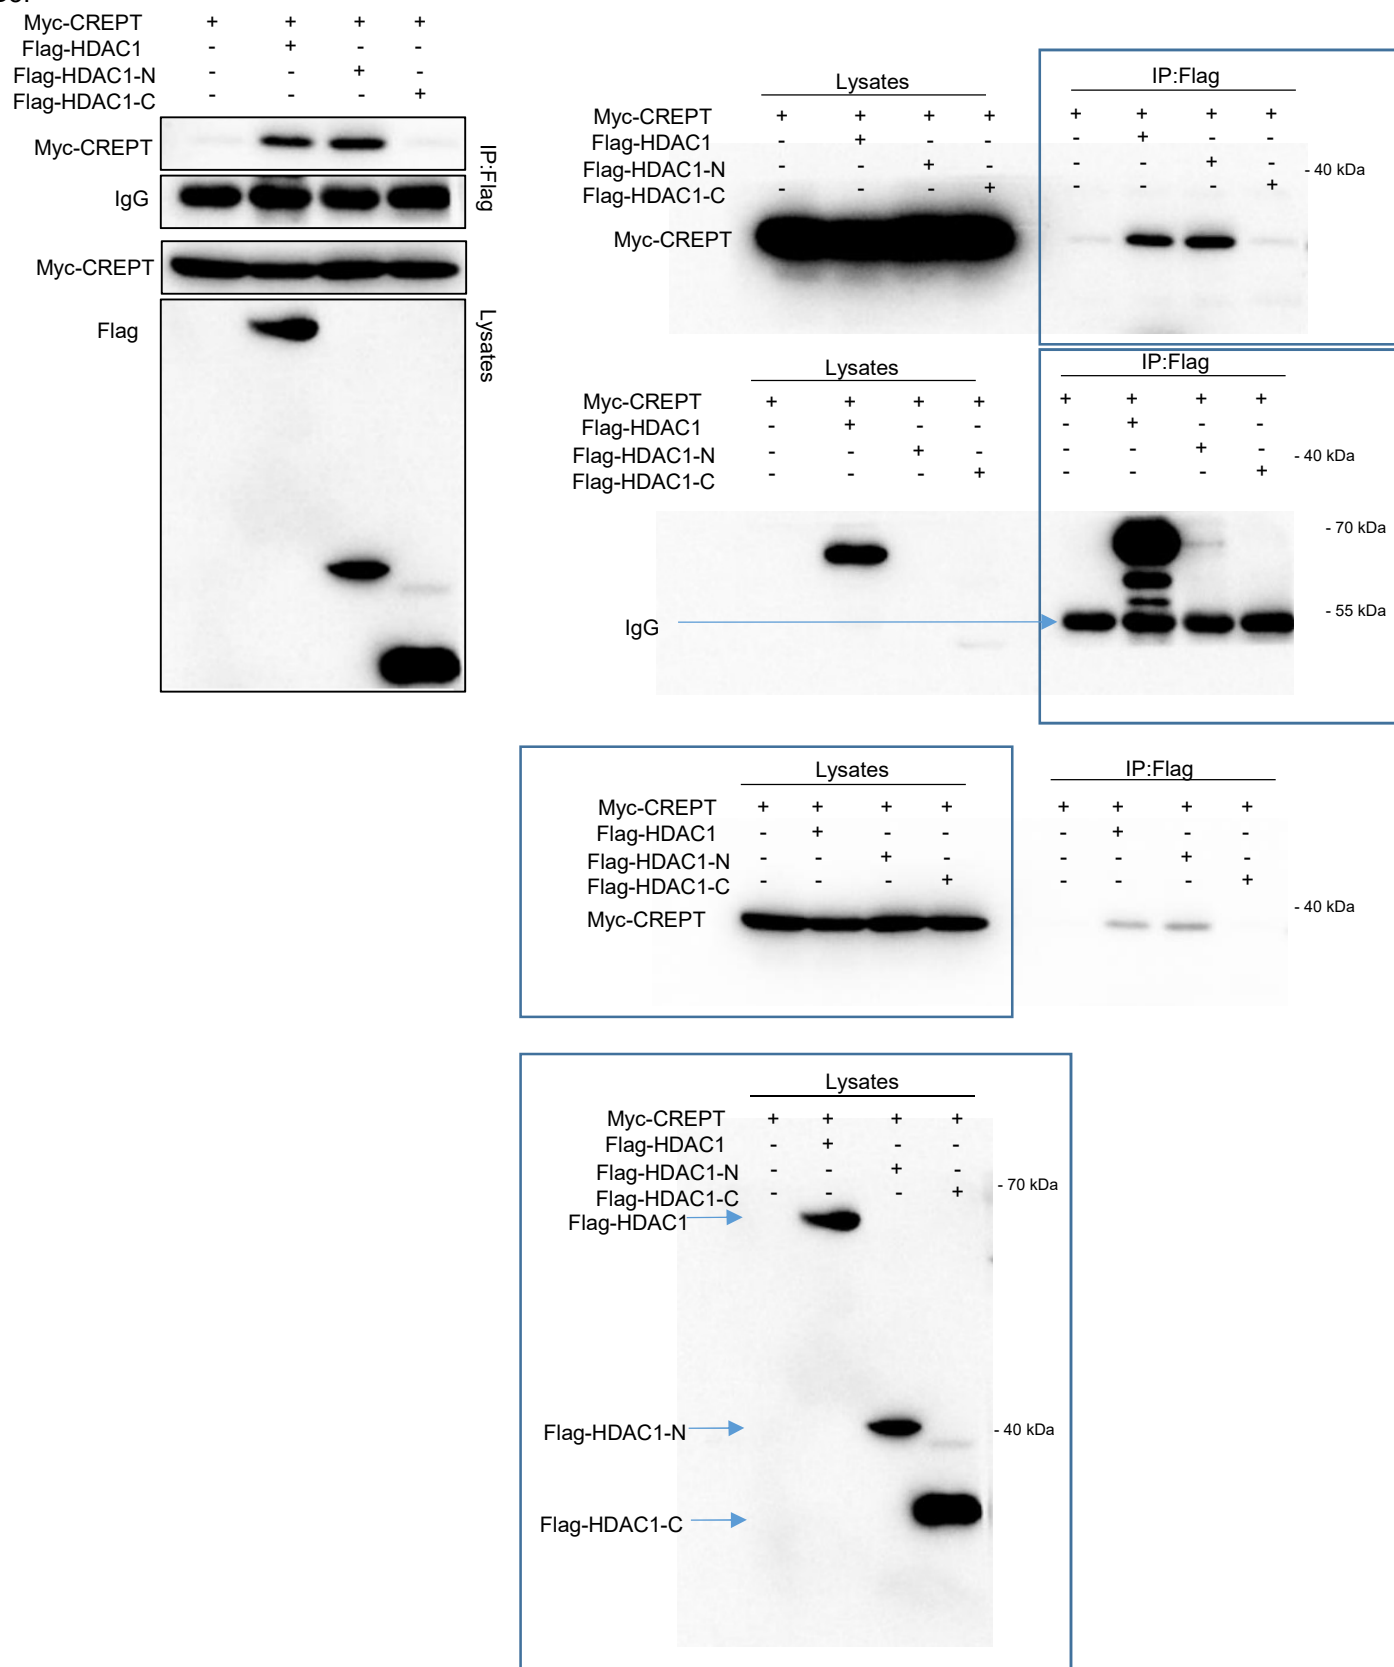 Myc-CREPT + + + +
Flag-HDAC1 - + - -
Flag-HDAC1-N - - + -
Flag-HDAC1-C - - - +
Myc-CREPT
IgG
IP:Flag
Myc-CREPT
Flag
Lysates
Lysates IP:Flag
Myc-CREPT + + + + + + + +
Flag-HDAC1 - + - - - + - -
Flag-HDAC1-N - - + - - - + -
- 40 kDa
Flag-HDAC1-C - - - + - - - +
Myc-CREPT
Lysates IP:Flag
Myc-CREPT + + + + + + + +
Flag-HDAC1 - + - - - + - -
Flag-HDAC1-N - - + - - - + -
- 40 kDa
Flag-HDAC1-C - - - + - - - +
- 70 kDa
- 55 kDa
IgG
Lysates IP:Flag
Myc-CREPT + + + + + + + +
Flag-HDAC1 - + - - - + - -
Flag-HDAC1-N - - + - - - + -
Flag-HDAC1-C - - - + - - - +
Myc-CREPT
- 40 kDa
Lysates
Myc-CREPT + + + +
Flag-HDAC1 - + - -
Flag-HDAC1-N - - + -
- 70 kDa
Flag-HDAC1-C - - - +
Flag-HDAC1
Flag-HDAC1-N
- 40 kDa
Flag-HDAC1-C